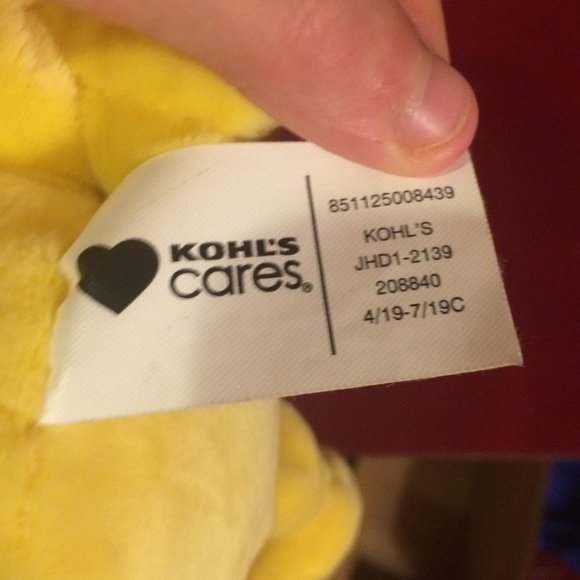 KOHL'S
cares®
851125008439
KOHL'S
JHD1-2139
208840
4/19-7/19C